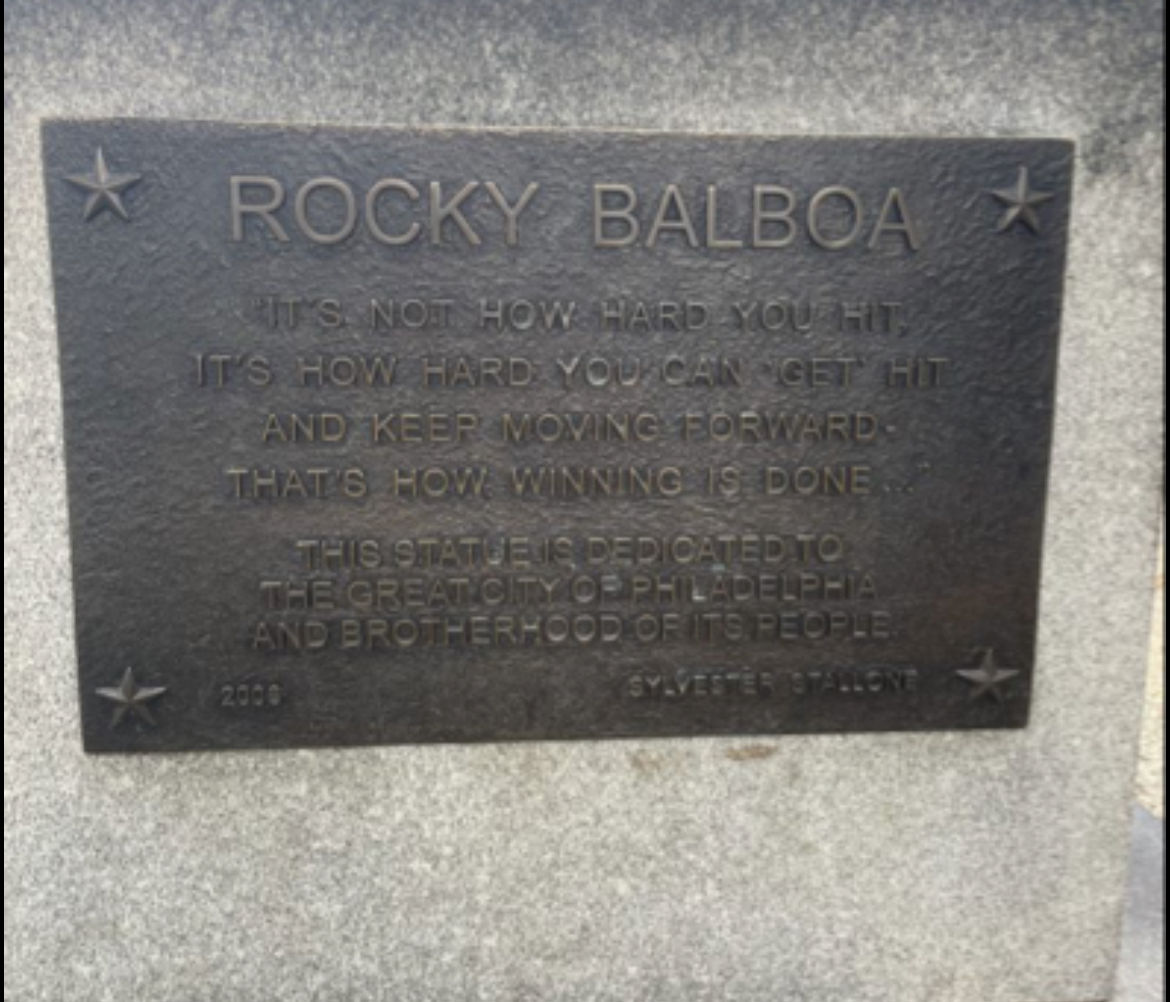 ROCKY BALBOA
"IT'S NOT HOW HARD YOU HIT,
IT'S HOW HARD YOU CAN 'GET' HIT
AND KEEP MOVING FORWARD-
THAT'S HOW WINNING IS DONE..."
THIS STATUE IS DEDICATED TO
THE GREAT CITY OF PHILADELPHIA
AND BROTHERHOOD OF ITS PEOPLE.
2006 SYLVESTER STALLONE